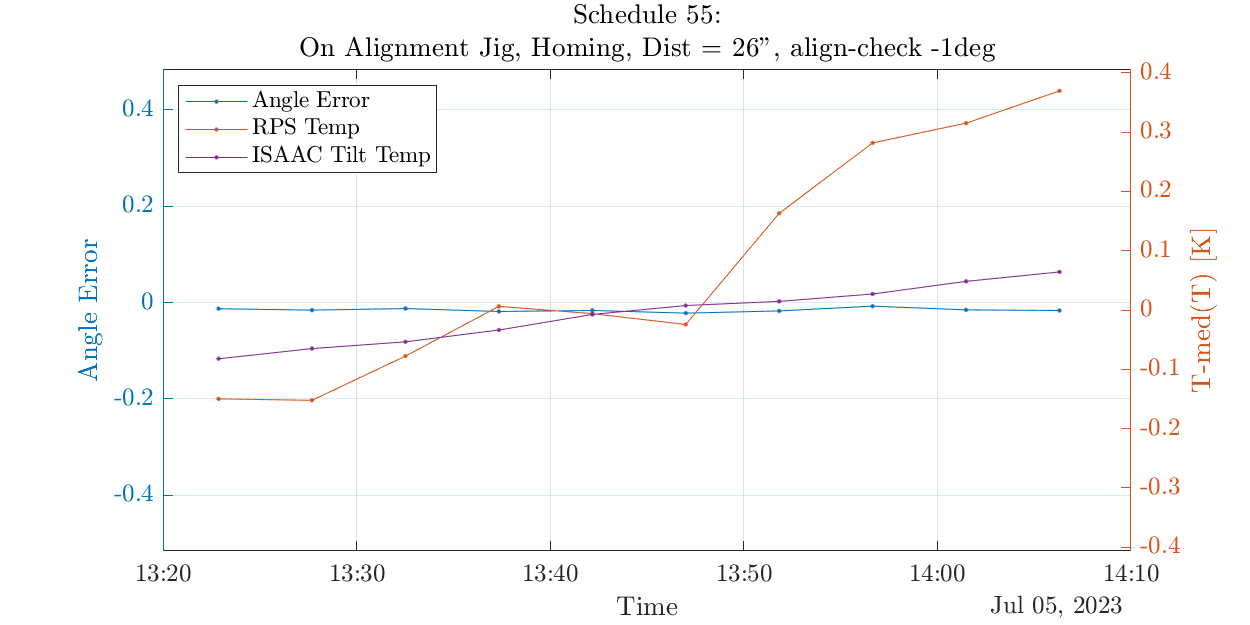 Schedule 55:
On Alignment Jig, Homing, Dist = 26", align-check -1deg
Angle Error
RPS Temp
ISAAC Tilt Temp
Angle Error
0.4
0.2
0
-0.2
-0.4
0.4
0.3
0.2
0.1
0
-0.1
-0.2
-0.3
-0.4
T-med(T) [K]
13:20
13:30
13:40
13:50
14:00
14:10
Time
Jul 05, 2023